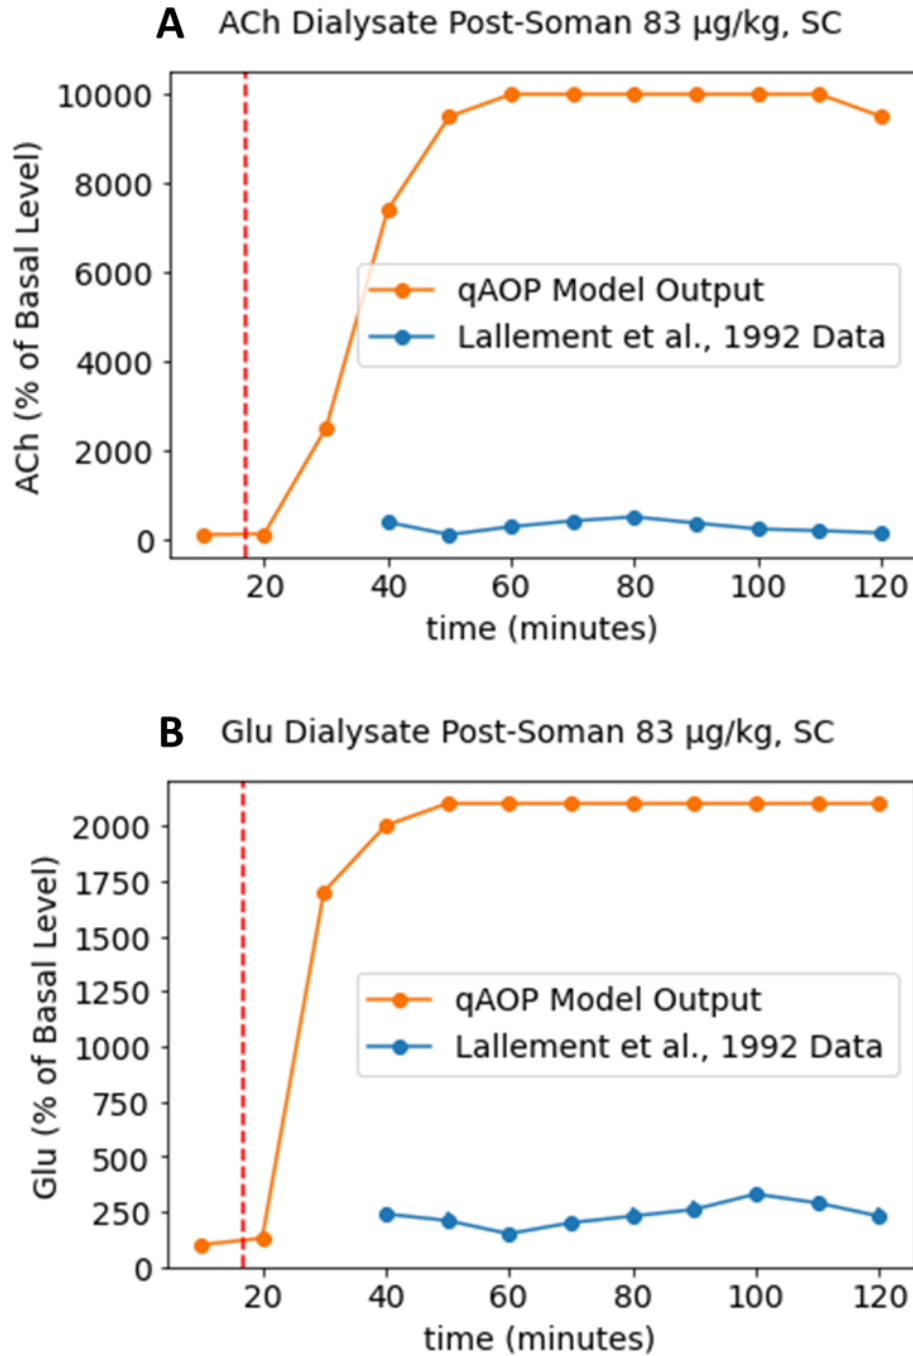 A ACh Dialysate Post-Soman 83 µg/kg, SC
ACh (% of Basal Level)
10000
8000
6000
4000
2000
0
qAOP Model Output
Lallement et al., 1992 Data
20 40 60 80 100 120
time (minutes)
B Glu Dialysate Post-Soman 83 µg/kg, SC
Glu (% of Basal Level)
2000
1750
1500
1250
1000
750
500
250
0
qAOP Model Output
Lallement et al., 1992 Data
20 40 60 80 100 120
time (minutes)